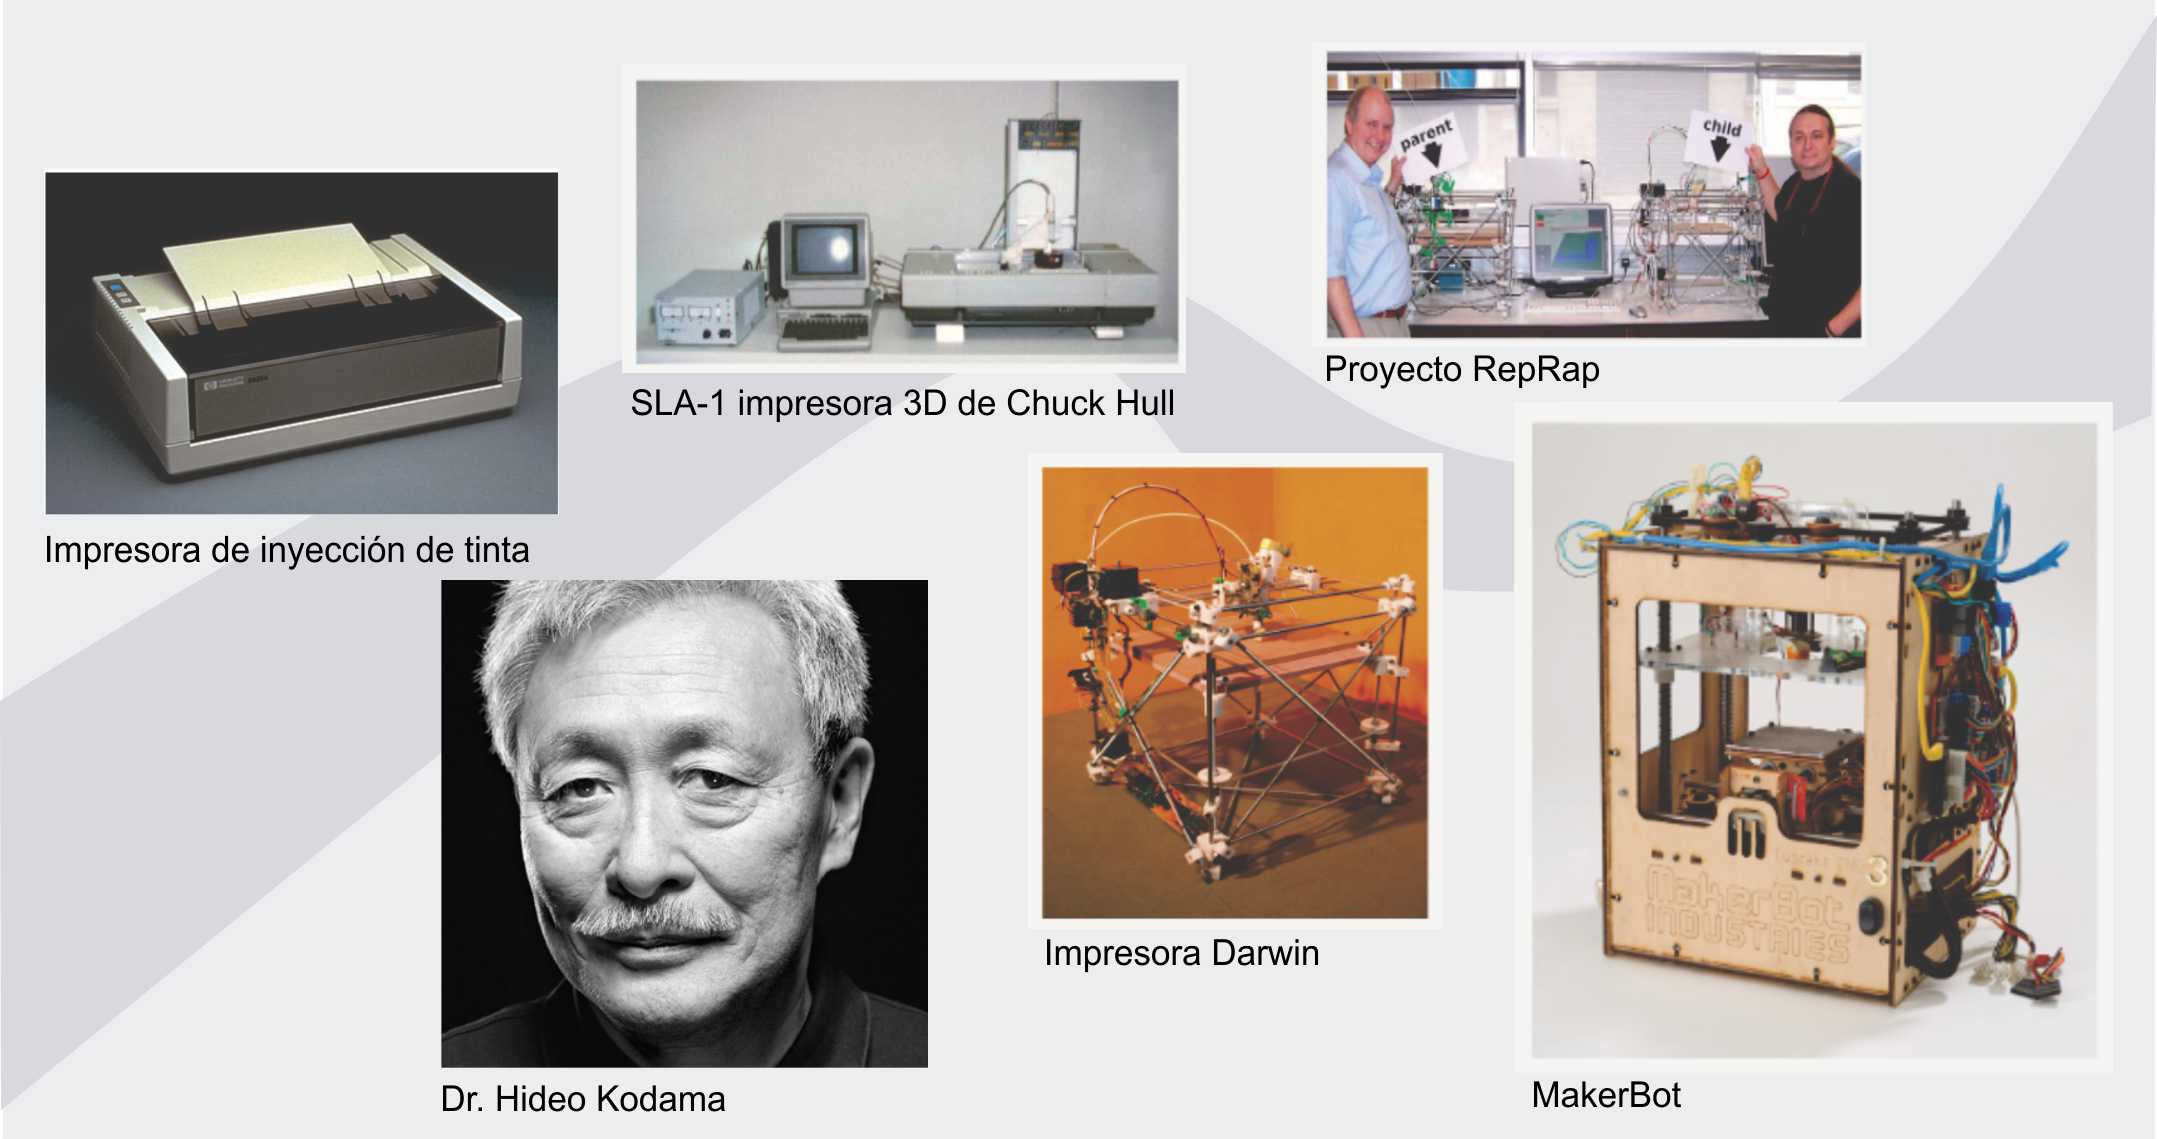 parent
child
Proyecto RepRap
SLA-1 impresora 3D de Chuck Hull
Impresora de inyección de tinta
Impresora Darwin
3
MakerBot
INDUSTRIES
Dr. Hideo Kodama
MakerBot